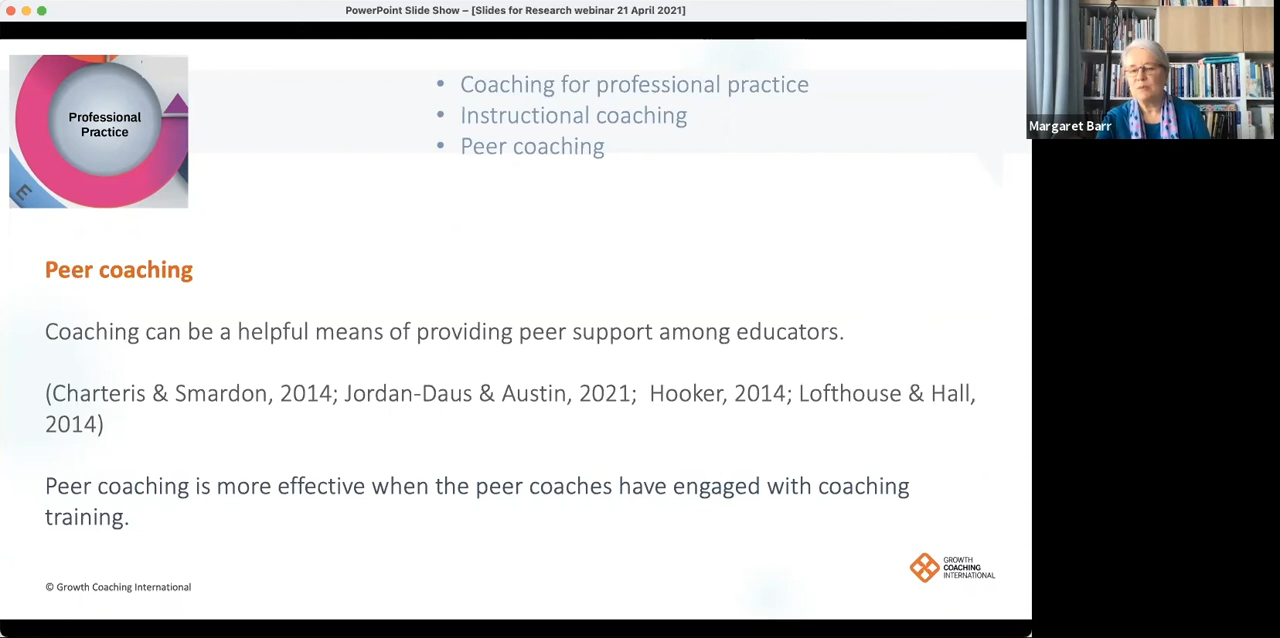 PowerPoint Slide Show – [Slides for Research webinar 21 April 2021]
Professional
Practice
E
• Coaching for professional practice
• Instructional coaching
• Peer coaching
Margaret Barr
Peer coaching
Coaching can be a helpful means of providing peer support among educators.
(Charteris & Smardon, 2014; Jordan-Daus & Austin, 2021;  Hooker, 2014; Lofthouse & Hall,
2014)
Peer coaching is more effective when the peer coaches have engaged with coaching
training.
© Growth Coaching International
GROWTH
COACHING
INTERNATIONAL